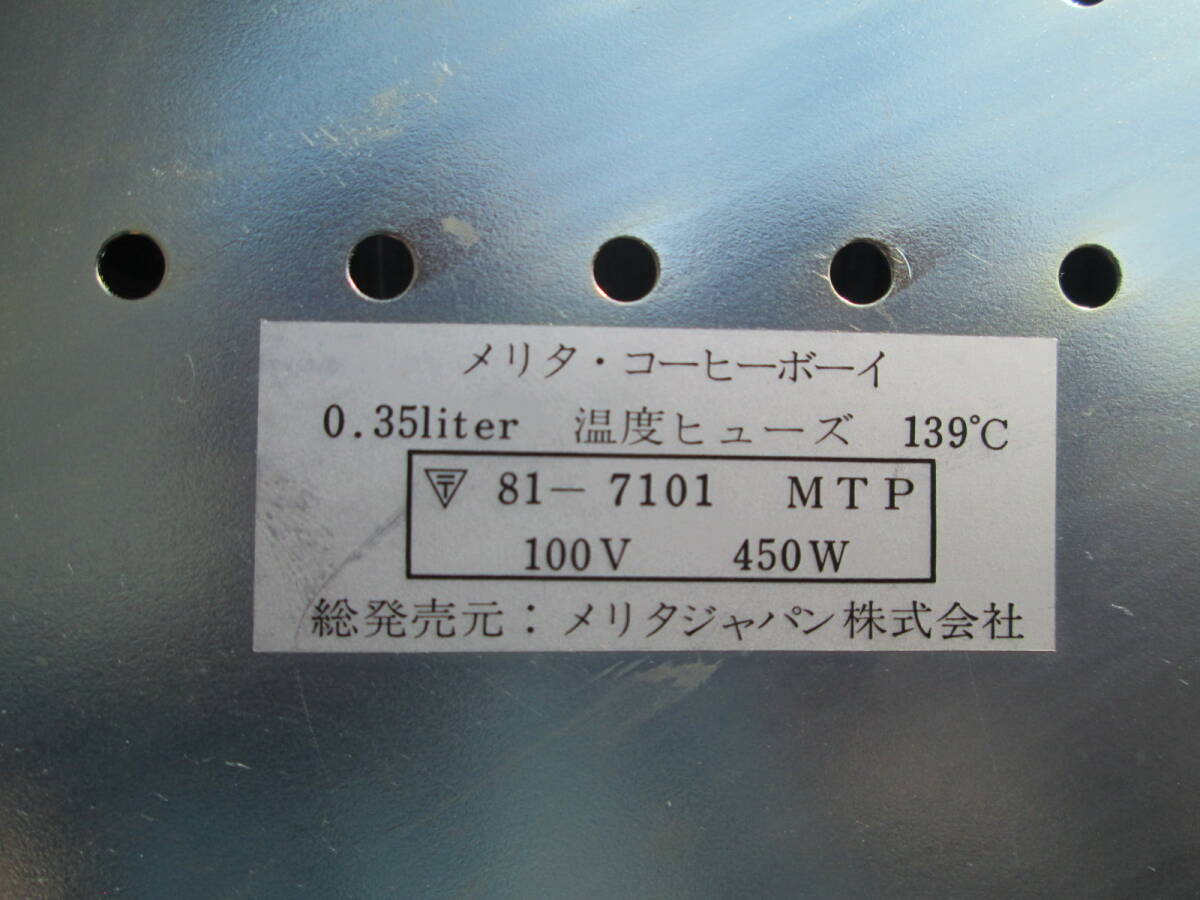 メリタ・コーヒーボーイ
0.35liter 温度ヒューズ 139℃
81-7101 MTP
100V 450W
総発売元：メリタジャパン株式会社